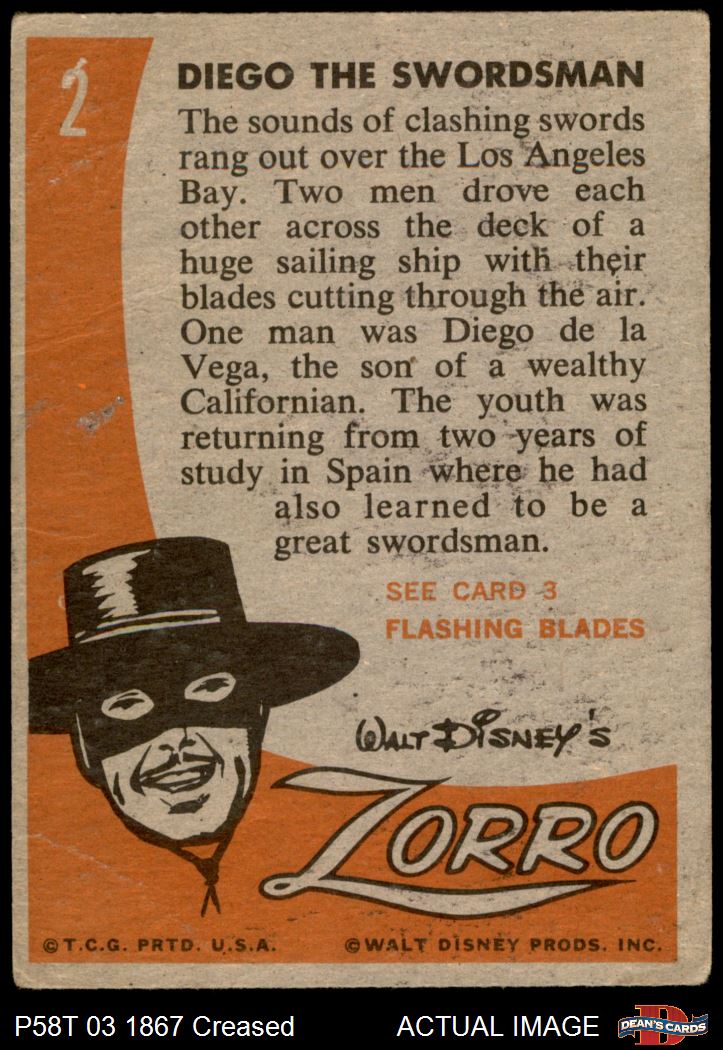 2
DIEGO THE SWORDSMAN
The sounds of clashing swords
rang out over the Los Angeles
Bay. Two men drove each
other across the deck of a
huge sailing ship with their
blades cutting through the air.
One man was Diego de la
Vega, the son of a wealthy
Californian. The youth was
returning from two years of
study in Spain where he had
also learned to be a
great swordsman.
SEE CARD 3
FLASHING BLADES
WALT DISNEY'S
ZORRO
©T.C.G. PRTD. U.S.A. ©WALT DISNEY PRODS. INC.
P58T 03 1867 Creased ACTUAL IMAGE
D
DEAN'S CARDS